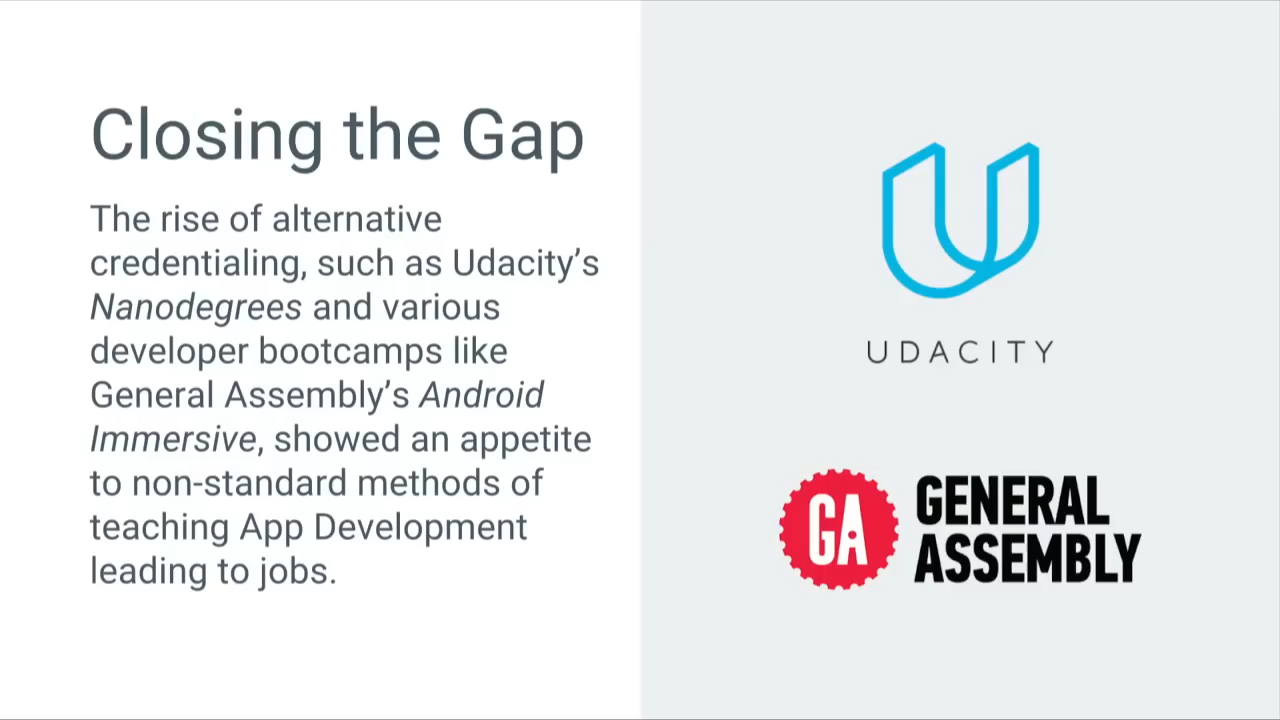 Closing the Gap
The rise of alternative
credentialing, such as Udacity’s
Nanodegrees and various
developer bootcamps like
General Assembly’s Android
Immersive, showed an appetite
to non-standard methods of
teaching App Development
leading to jobs.
UDACITY
GA
GENERAL
ASSEMBLY